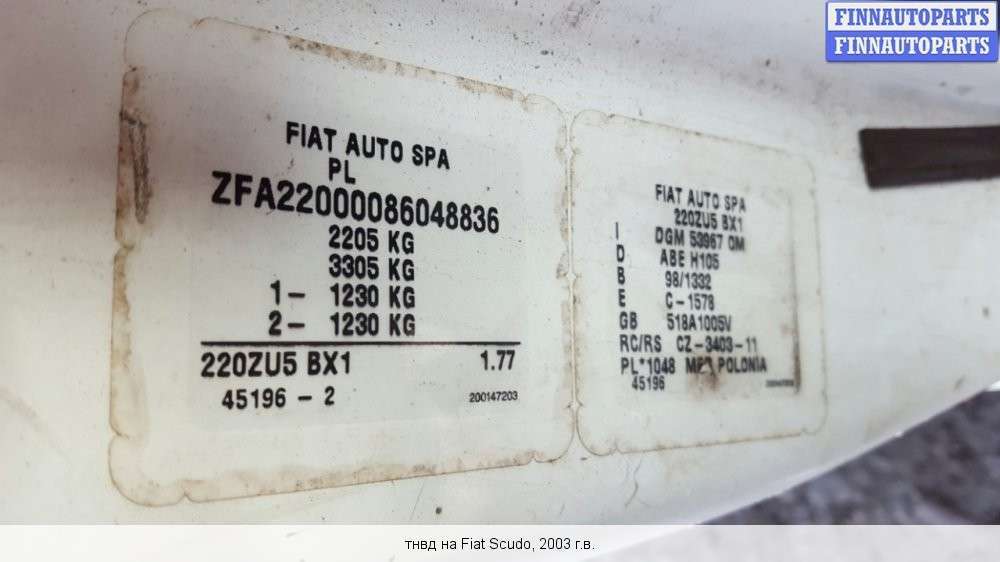 FINNAUTOPARTS
FINNAUTOPARTS
FIAT AUTO SPA
PL
ZFA22000086048836
2205 KG
3305 KG
1- 1230 KG
2- 1230 KG
220ZU5 BX1 1.77
45196 - 2 200147203
FIAT AUTO SPA
220ZU5 BX1
I DGM 53967 OM
D ABE H105
B 98/1332
E C-1578
GB 518A1005V
RC/RS CZ-3403-11
PL*1048 POLONIA
45196
тнвд на Fiat Scudo, 2003 г.в.